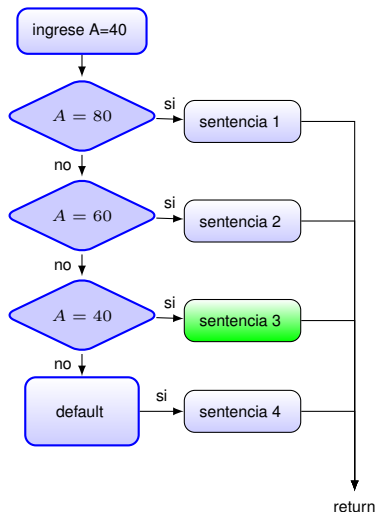 ingrese A=40
A = 80
si
sentencia 1
no
A = 60
si
sentencia 2
no
A = 40
si
sentencia 3
no
default
si
sentencia 4
return